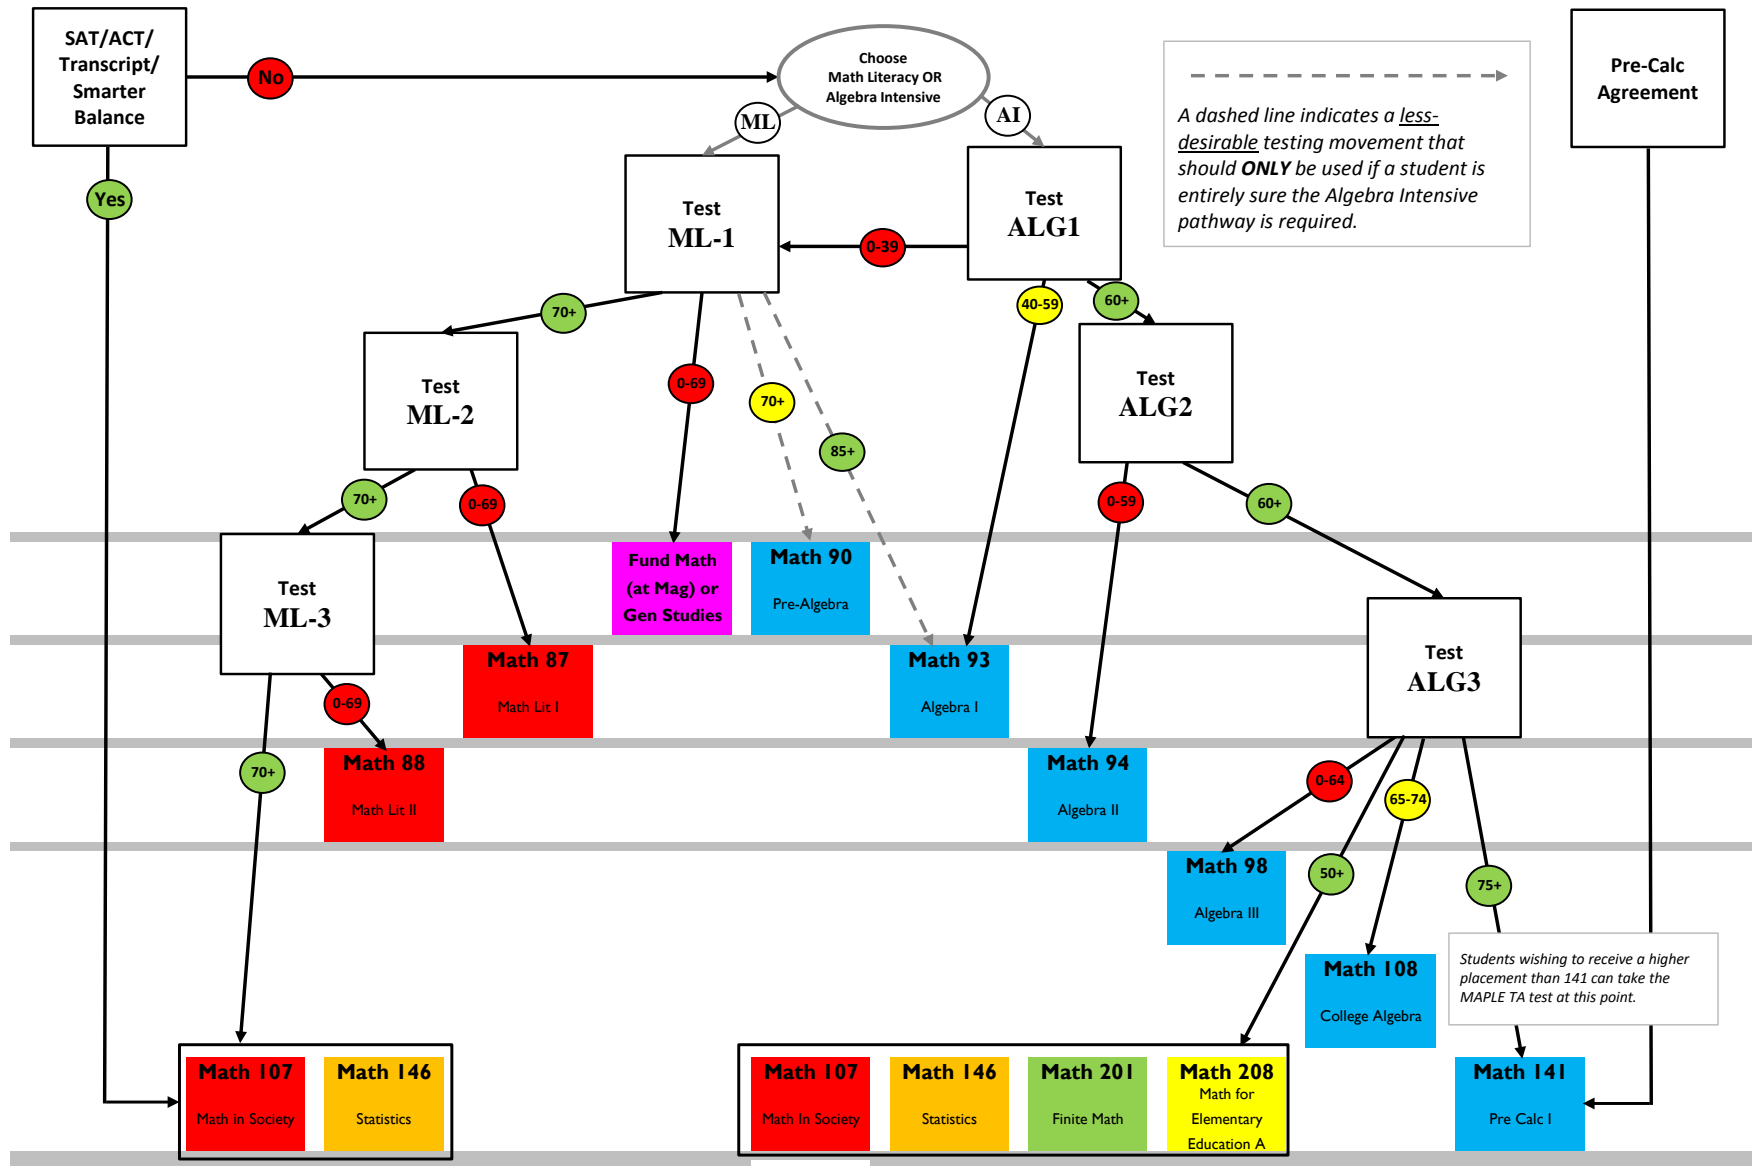 SAT/ACT/
Transcript/
Smarter
Balance
No
Choose
Math Literacy OR
Algebra Intensive
A dashed line indicates a less-
desirable testing movement that
should ONLY be used if a student is
entirely sure the Algebra Intensive
pathway is required.
Pre-Calc
Agreement
ML
AI
Yes
Test
ML-1
0-39
Test
ALG1
70+
40-59
60+
Test
ML-2
0-69
70+
85+
Test
ALG2
70+
0-69
0-59
60+
Test
ML-3
Fund Math
(at Mag) or
Gen Studies
Math 90
Pre-Algebra
Math 87
Math Lit I
Math 93
Algebra I
Test
ALG3
0-69
70+
Math 88
Math Lit II
Math 94
Algebra II
0-64
65-74
50+
75+
Math 98
Algebra III
Math 108
College Algebra
Students wishing to receive a higher
placement than 141 can take the
MAPLE TA test at this point.
Math 107
Math in Society
Math 146
Statistics
Math 107
Math In Society
Math 146
Statistics
Math 201
Finite Math
Math 208
Math for
Elementary
Education A
Math 141
Pre Calc I